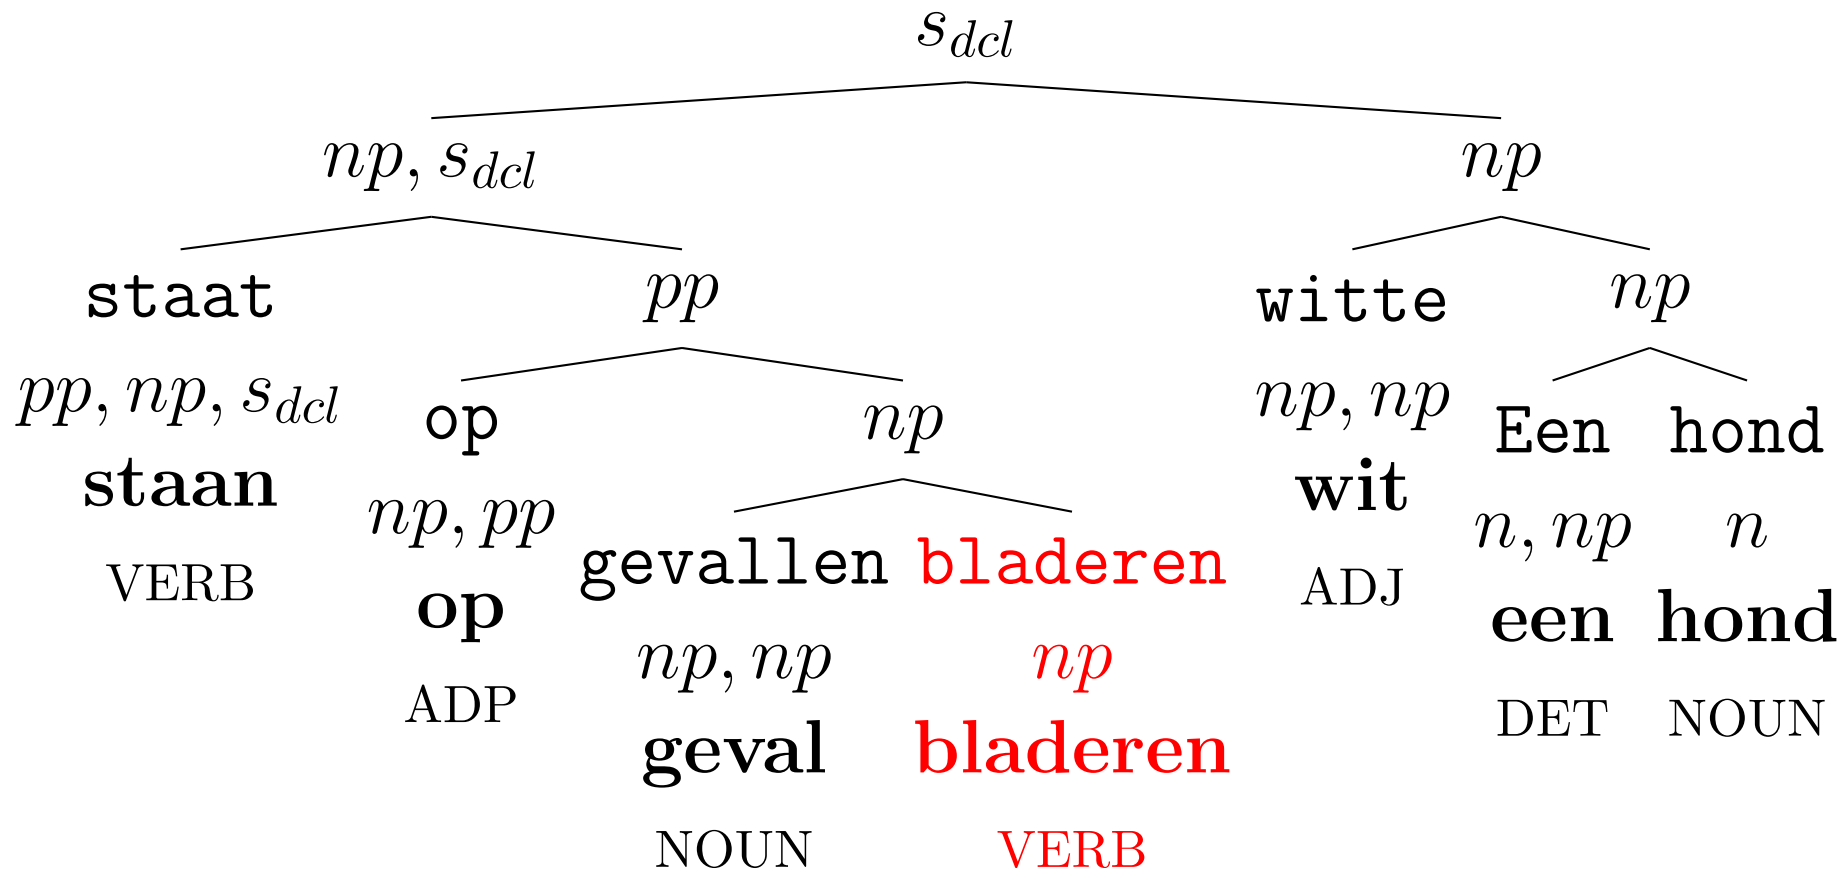 s_dcl
np, s_dcl np
staat pp witte np
pp, np, s_dcl op np np, np Een hond
staan np, pp gevallen bladeren wit n, np n
VERB op np, np np ADJ een hond
ADP geval bladeren DET NOUN
NOUN VERB